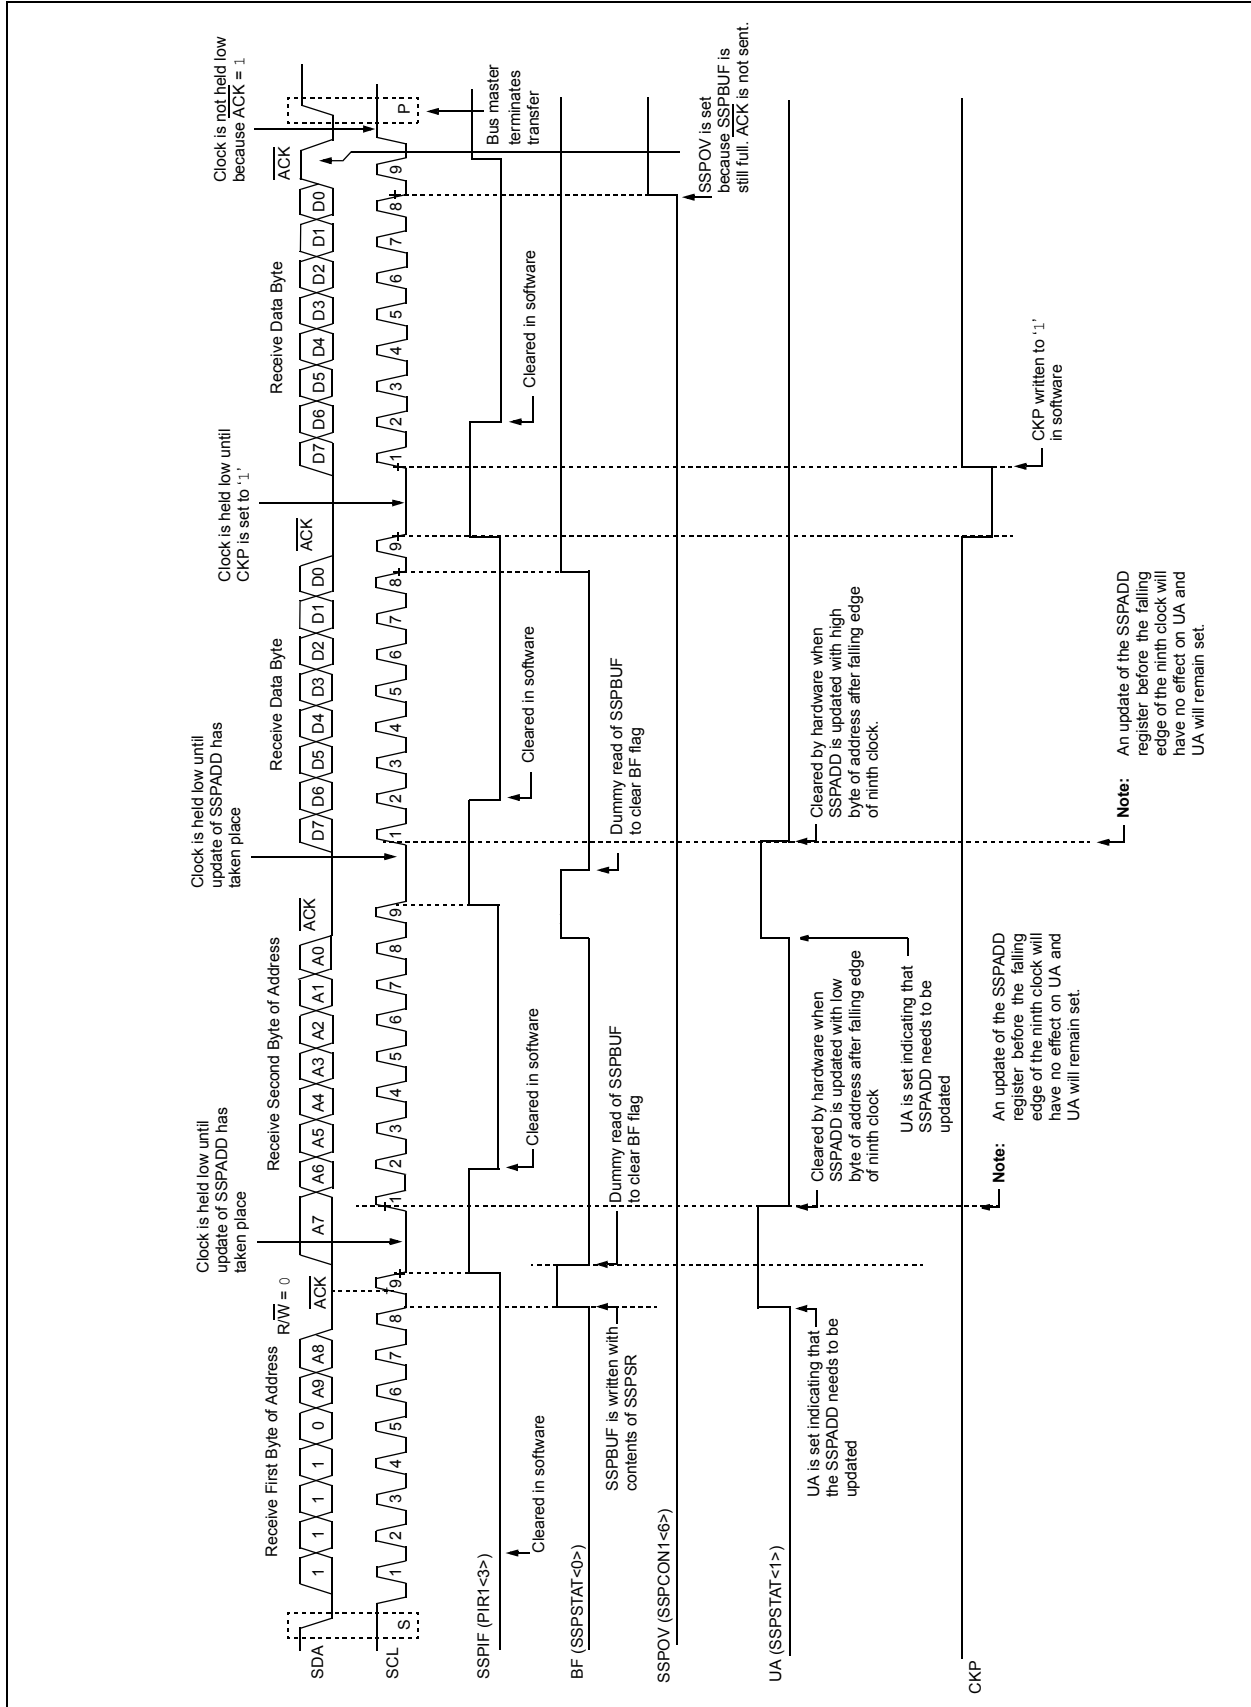 Clock is not held low
because ACK = 1
Clock is held low until
CKP is set to ‘1’
Clock is held low until
update of SSPADD has
taken place
Clock is held low until
update of SSPADD has
taken place
Receive First Byte of Address
R/W = 0
ACK
Receive Second Byte of Address
ACK
Receive Data Byte
ACK
Receive Data Byte
ACK
SDA
1 1 1 1 0 A9 A8
A7 A6 A5 A4 A3 A2 A1 A0
D7 D6 D5 D4 D3 D2 D1 D0
D7 D6 D5 D4 D3 D2 D1 D0
SCL
S
1 2 3 4 5 6 7 8 9
1 2 3 4 5 6 7 8 9
1 2 3 4 5 6 7 8 9
1 2 3 4 5 6 7 8 9
P
Bus master
terminates
transfer
SSPIF (PIR1<3>)
Cleared in software
Cleared in software
Cleared in software
Cleared in software
BF (SSPSTAT<0>)
SSPBUF is written with
contents of SSPSR
Dummy read of SSPBUF
to clear BF flag
Dummy read of SSPBUF
to clear BF flag
SSPOV (SSPCON1<6>)
SSPOV is set
because SSPBUF is
still full. ACK is not sent.
UA (SSPSTAT<1>)
UA is set indicating that
the SSPADD needs to be
updated
Cleared by hardware when
SSPADD is updated with low
byte of address after falling edge
of ninth clock
UA is set indicating that
SSPADD needs to be
updated
Cleared by hardware when
SSPADD is updated with high
byte of address after falling edge
of ninth clock.
CKP
CKP written to ‘1’
in software
Note: An update of the SSPADD
register before the falling
edge of the ninth clock will
have no effect on UA and
UA will remain set.
Note: An update of the SSPADD
register before the falling
edge of the ninth clock will
have no effect on UA and
UA will remain set.